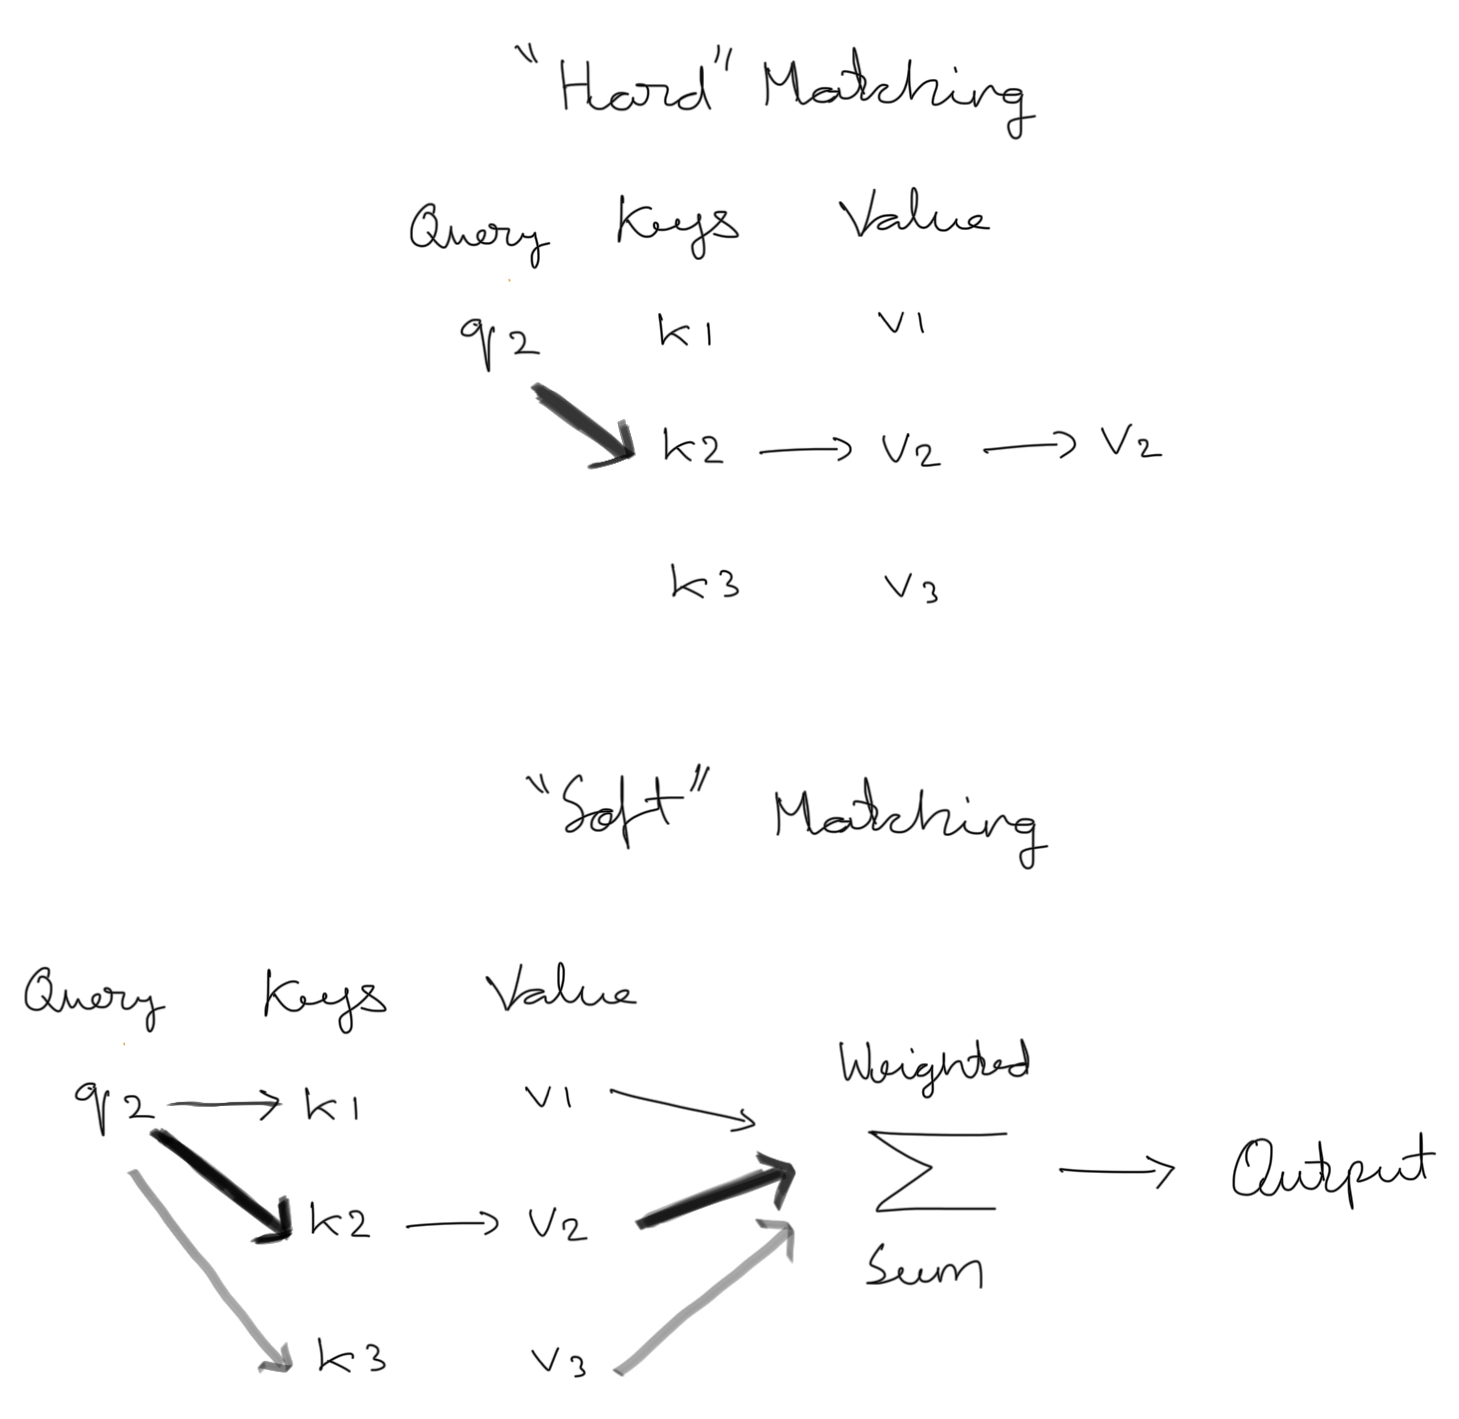 "Hard" Matching
Query Keys Value
q2 k1 v1
k2 → v2 → v2
k3 v3
"Soft" Matching
Query Keys Value
Weighted
q2 → k1 v1
Σ → Output
k2 → v2
Sum
k3 v3